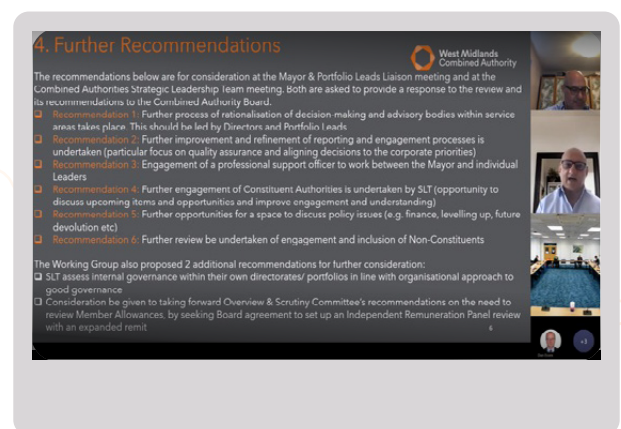 4. Further Recommendations
West Midlands
Combined Authority
The recommendations below are for consideration at the Mayor & Portfolio Leads Liaison meeting and at the
Combined Authorities Strategic Leadership Team meeting. Both are asked to provide a response to the review and
its recommendations to the Combined Authority Board.
Recommendation 1: Further process of rationalisation of decision-making and advisory bodies within service
areas takes place. This should be led by Directors and Portfolio Leads
Recommendation 2: Further improvement and refinement of reporting and engagement processes is
undertaken (particular focus on quality assurance and aligning decisions to the corporate priorities)
Recommendation 3: Engagement of a professional support officer to work between the Mayor and individual
Leaders
Recommendation 4: Further engagement of Constituent Authorities is undertaken by SLT (opportunity to
discuss upcoming items and opportunities and improve engagement and understanding)
Recommendation 5: Further opportunities for a space to discuss policy issues (e.g. finance, levelling up, future
devolution etc)
Recommendation 6: Further review be undertaken of engagement and inclusion of Non-Constituents
The Working Group also proposed 2 additional recommendations for further consideration:
SLT assess internal governance within their own directorates/ portfolios in line with organisational approach to
good governance
Consideration be given to taking forward Overview & Scrutiny Committee's recommendations on the need to
review Member Allowances, by seeking Board agreement to set up an Independent Remuneration Panel review
with an expanded remit
6
+3